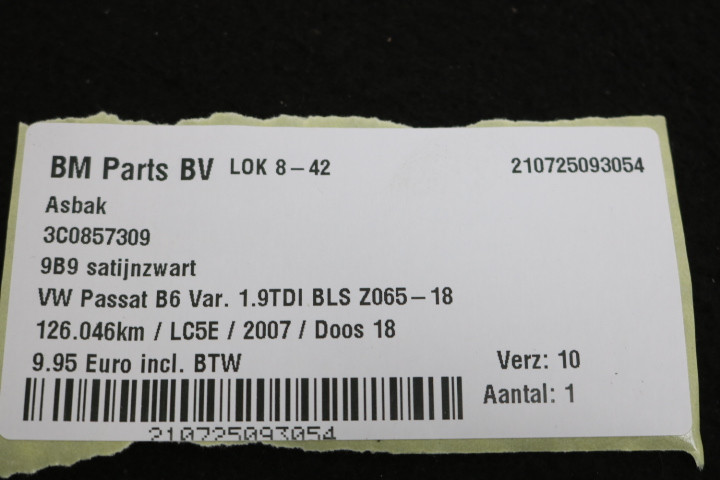 BM Parts BV LOK 8-42 210725093054
Asbak
3C0857309
9B9 satijnzwart
VW Passat B6 Var. 1.9TDI BLS Z065-18
126.046km / LC5E / 2007 / Doos 18
9.95 Euro incl. BTW Verz: 10
Aantal: 1
210725093054